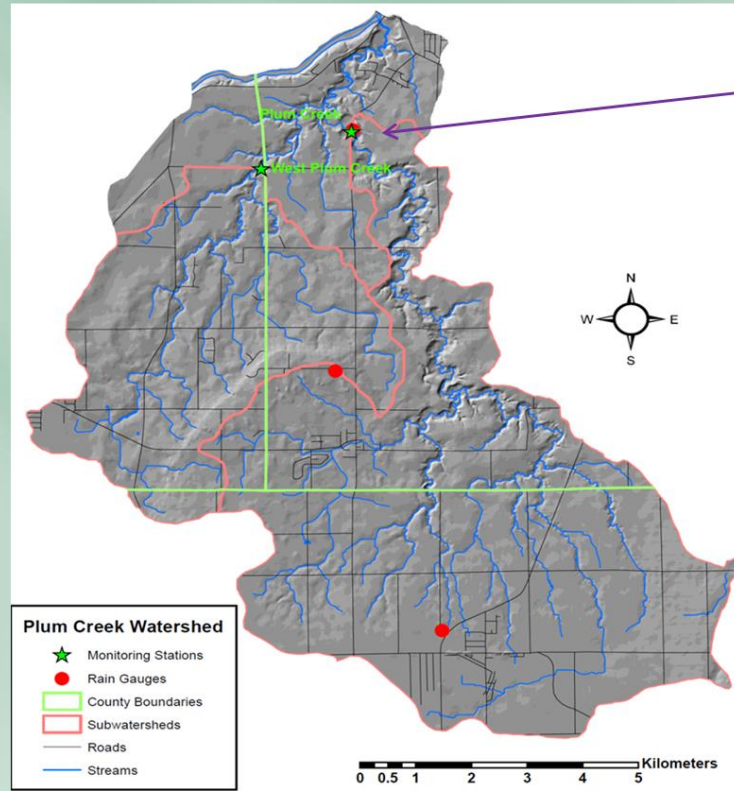 Plum Creek
West Plum Creek
N
W E
S
Plum Creek Watershed
Monitoring Stations
Rain Gauges
County Boundaries
Subwatersheds
Roads
Streams
Kilometers
0 0.5 1 2 3 4 5